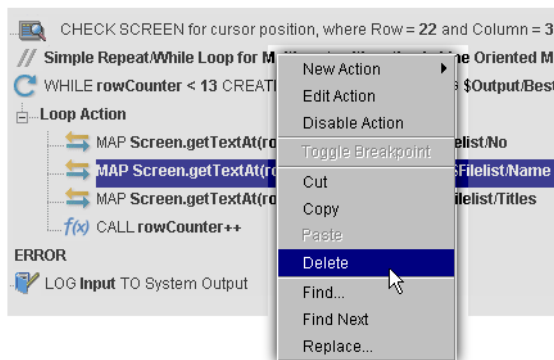 CHECK SCREEN for cursor position, where Row = 22 and Column = 3
// Simple Repeat/While Loop for M Line Oriented M
WHILE rowCounter < 13 CREATI $Output/Best
Loop Action
MAP Screen.getTextAt(ro ilelist/No
MAP Screen.getTextAt(ro $Filelist/Name
MAP Screen.getTextAt(ro ilelist/Titles
f(x) CALL rowCounter++
ERROR
LOG Input TO System Output
New Action
Edit Action
Disable Action
Toggle Breakpoint
Cut
Copy
Paste
Delete
Find...
Find Next
Replace...